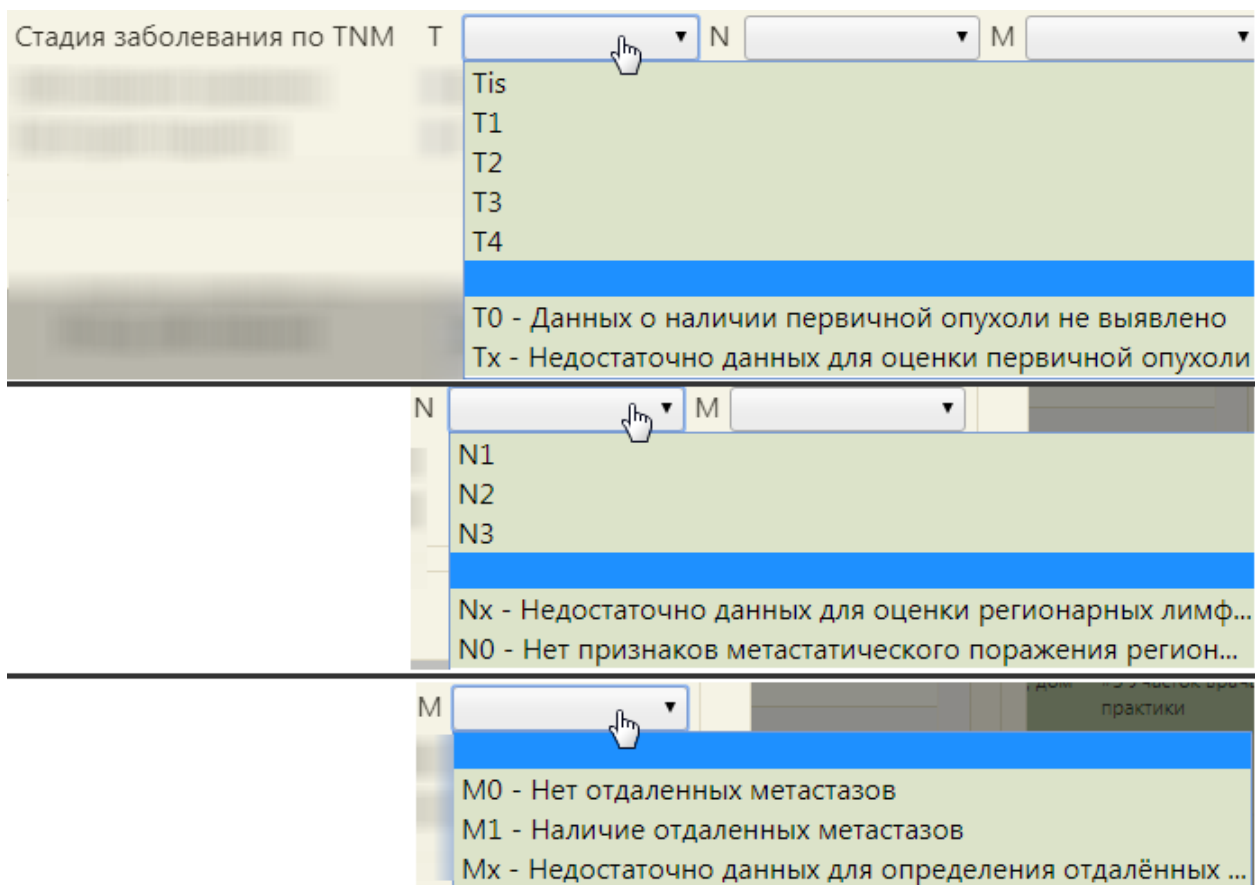 Стадия заболевания по TNM T N M
Tis
T1
T2
T3
T4
T0 - Данных о наличии первичной опухоли не выявлено
Tx - Недостаточно данных для оценки первичной опухоли
N M
N1
N2
N3
Nx - Недостаточно данных для оценки регионарных лимф...
N0 - Нет признаков метастатического поражения регион...
M
практики
M0 - Нет отдаленных метастазов
M1 - Наличие отдаленных метастазов
Mx - Недостаточно данных для определения отдалённых ...